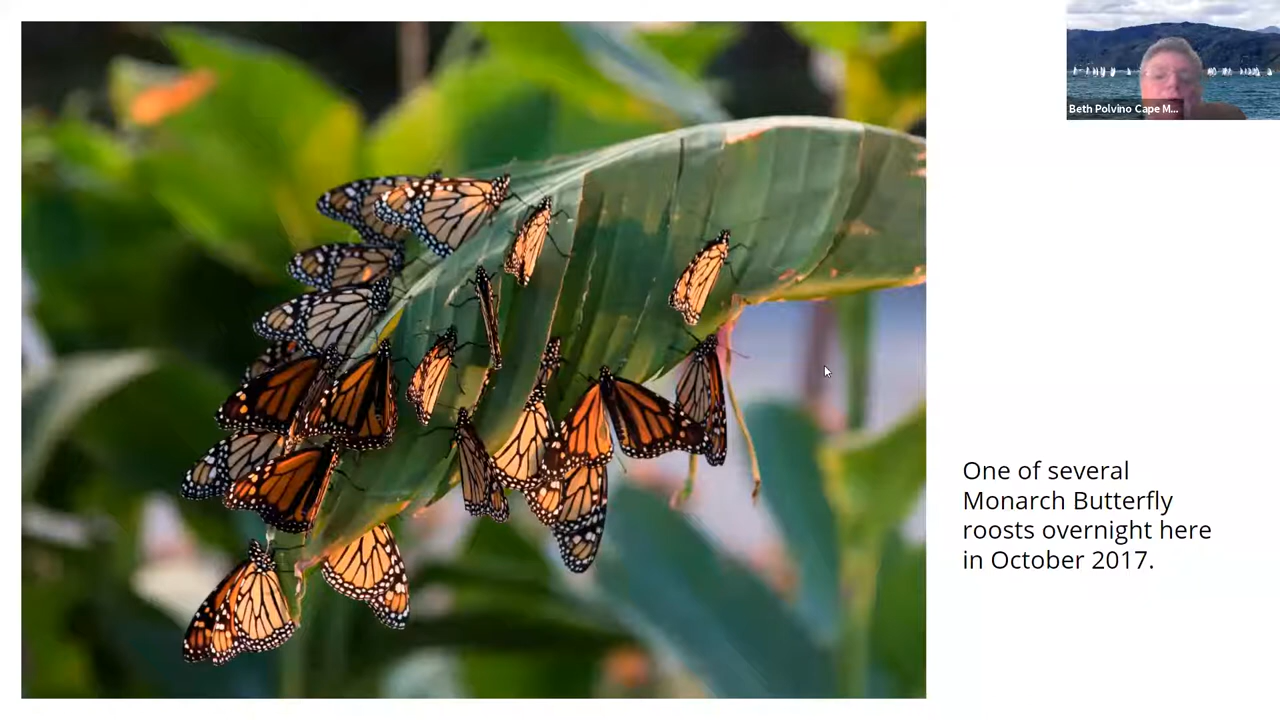 Beth Polvino Cape M...
One of several
Monarch Butterfly
roosts overnight here
in October 2017.